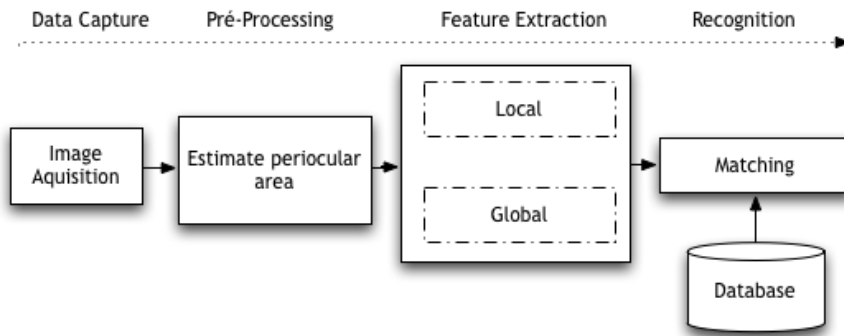 Data Capture
Pré-Processing
Feature Extraction
Recognition
Image
Aquisition
Estimate periocular
area
Local
Global
Matching
Database